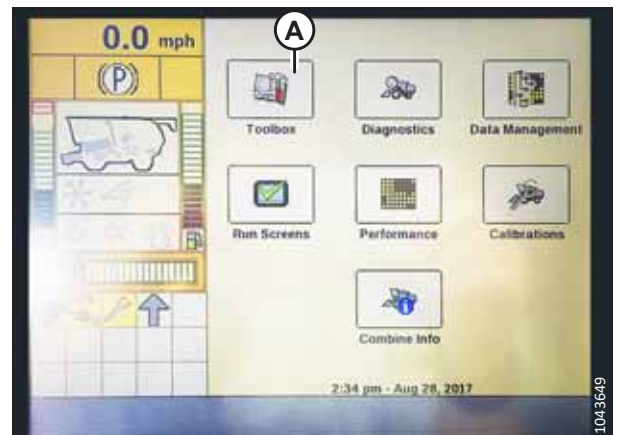 A
0.0 mph
(P)
Toolbox
Diagnostics
Data Management
Run Screens
Performance
Calibrations
Combine Info
2:34 pm - Aug 28, 2017
1043649